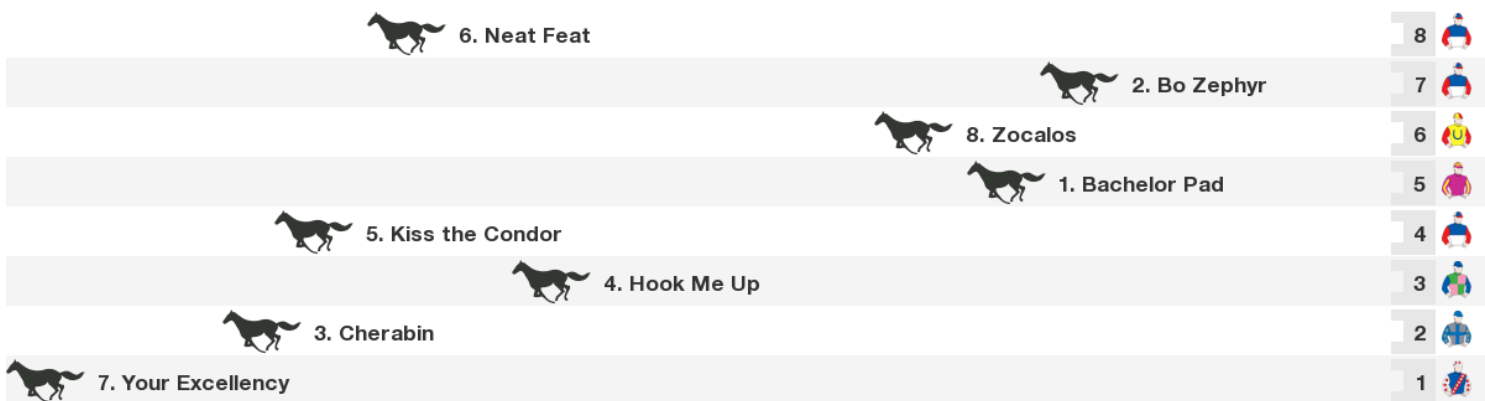 6. Neat Feat 8
2. Bo Zephyr 7
8. Zocalos 6
1. Bachelor Pad 5
5. Kiss the Condor 4
4. Hook Me Up 3
3. Cherabin 2
7. Your Excellency 1